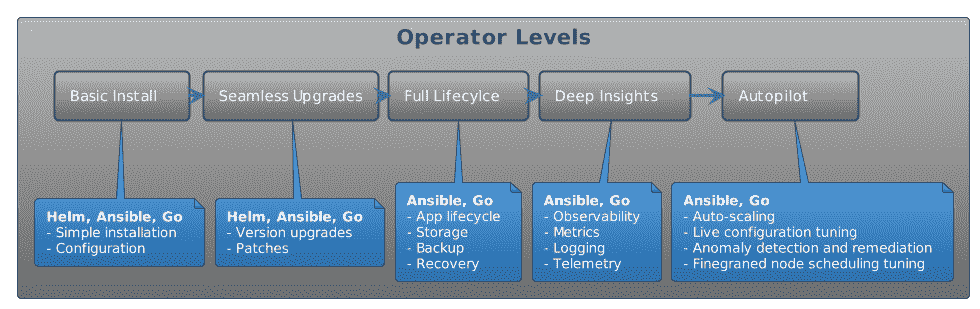 Operator Levels
Basic Install
Seamless Upgrades
Full Lifecylce
Deep Insights
Autopilot
Helm, Ansible, Go
- Simple installation
- Configuration
Helm, Ansible, Go
- Version upgrades
- Patches
Ansible, Go
- App lifecycle
- Storage
- Backup
- Recovery
Ansible, Go
- Observability
- Metrics
- Logging
- Telemetry
Ansible, Go
- Auto-scaling
- Live configuration tuning
- Anomaly detection and remediation
- Finegraned node scheduling tuning